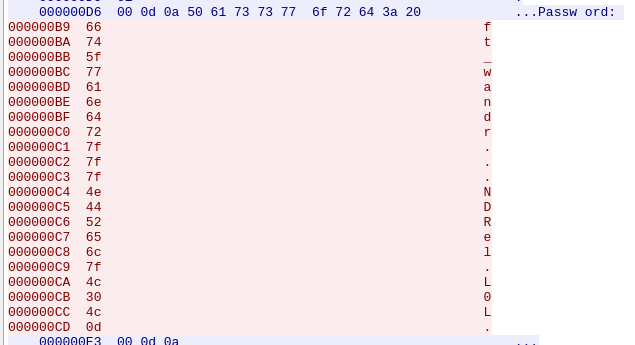 000000D6 00 0d 0a 50 61 73 73 77 6f 72 64 3a 20 ...Passw ord:
000000B9 66 f
000000BA 74 t
000000BB 5f _
000000BC 77 w
000000BD 61 a
000000BE 6e n
000000BF 64 d
000000C0 72 r
000000C1 7f .
000000C2 7f .
000000C3 7f .
000000C4 4e N
000000C5 44 D
000000C6 52 R
000000C7 65 e
000000C8 6c l
000000C9 7f .
000000CA 4c L
000000CB 30 0
000000CC 4c L
000000CD 0d .
000000E3 00 0d 0a ...